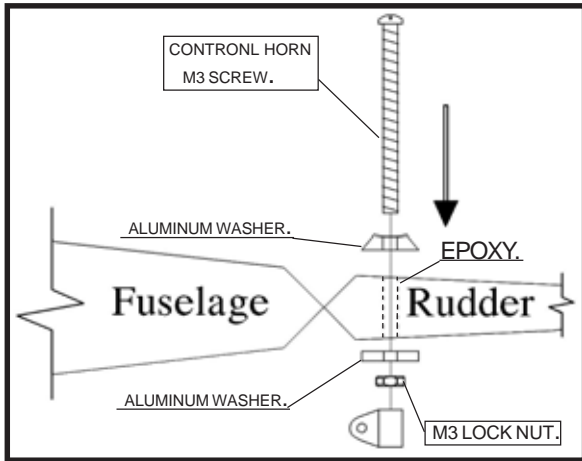 CONTRONL HORN
M3 SCREW.
ALUMINUM WASHER.
EPOXY.
Fuselage
Rudder
ALUMINUM WASHER.
M3 LOCK NUT.